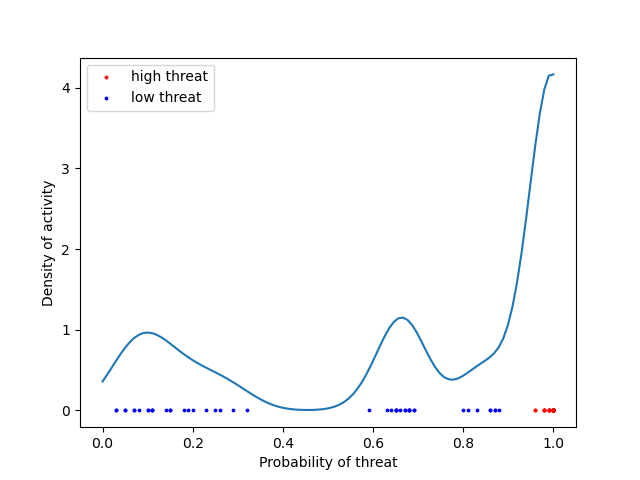 high threat
low threat
4
3
2
1
0
Density of activity
0.0 0.2 0.4 0.6 0.8 1.0
Probability of threat